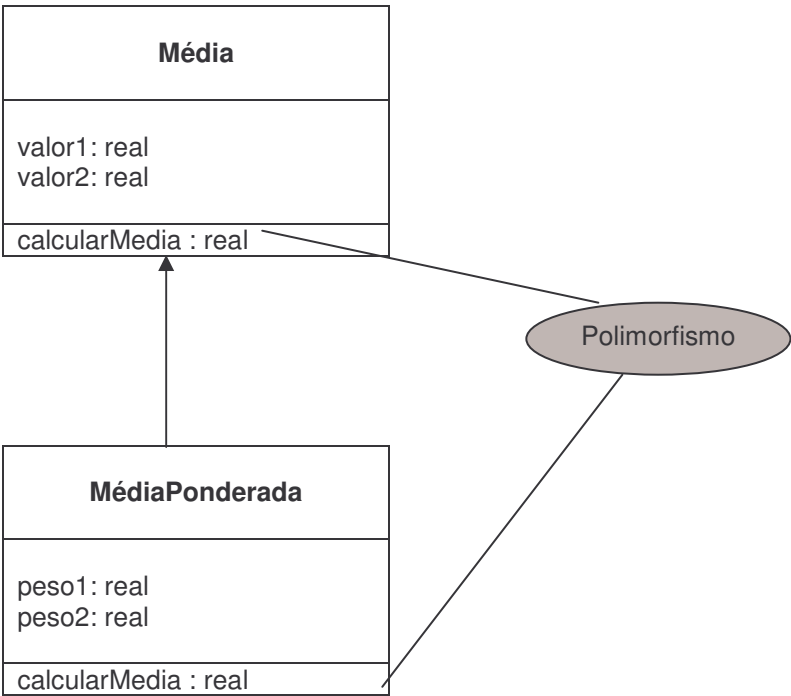 Média
valor1: real
valor2: real
calcularMedia : real
Polimorfismo
MédiaPonderada
peso1: real
peso2: real
calcularMedia : real